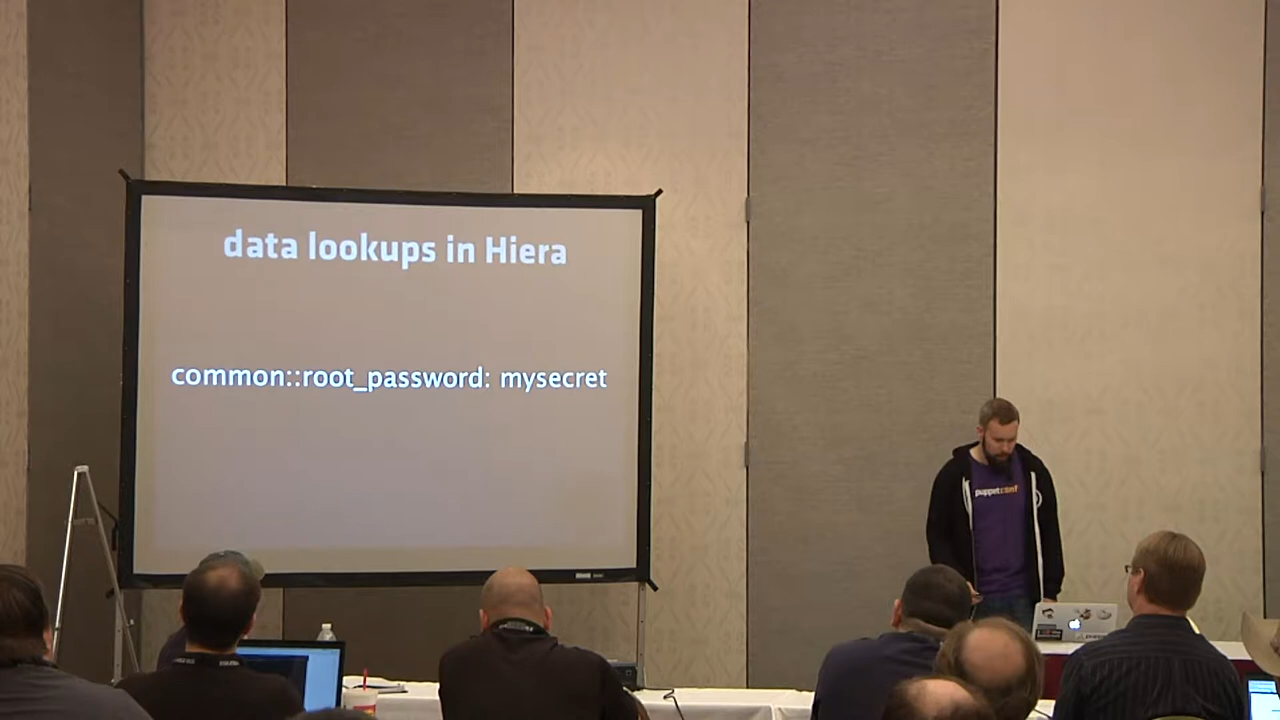 data lookups in Hiera
common::root_password: mysecret
puppetconf